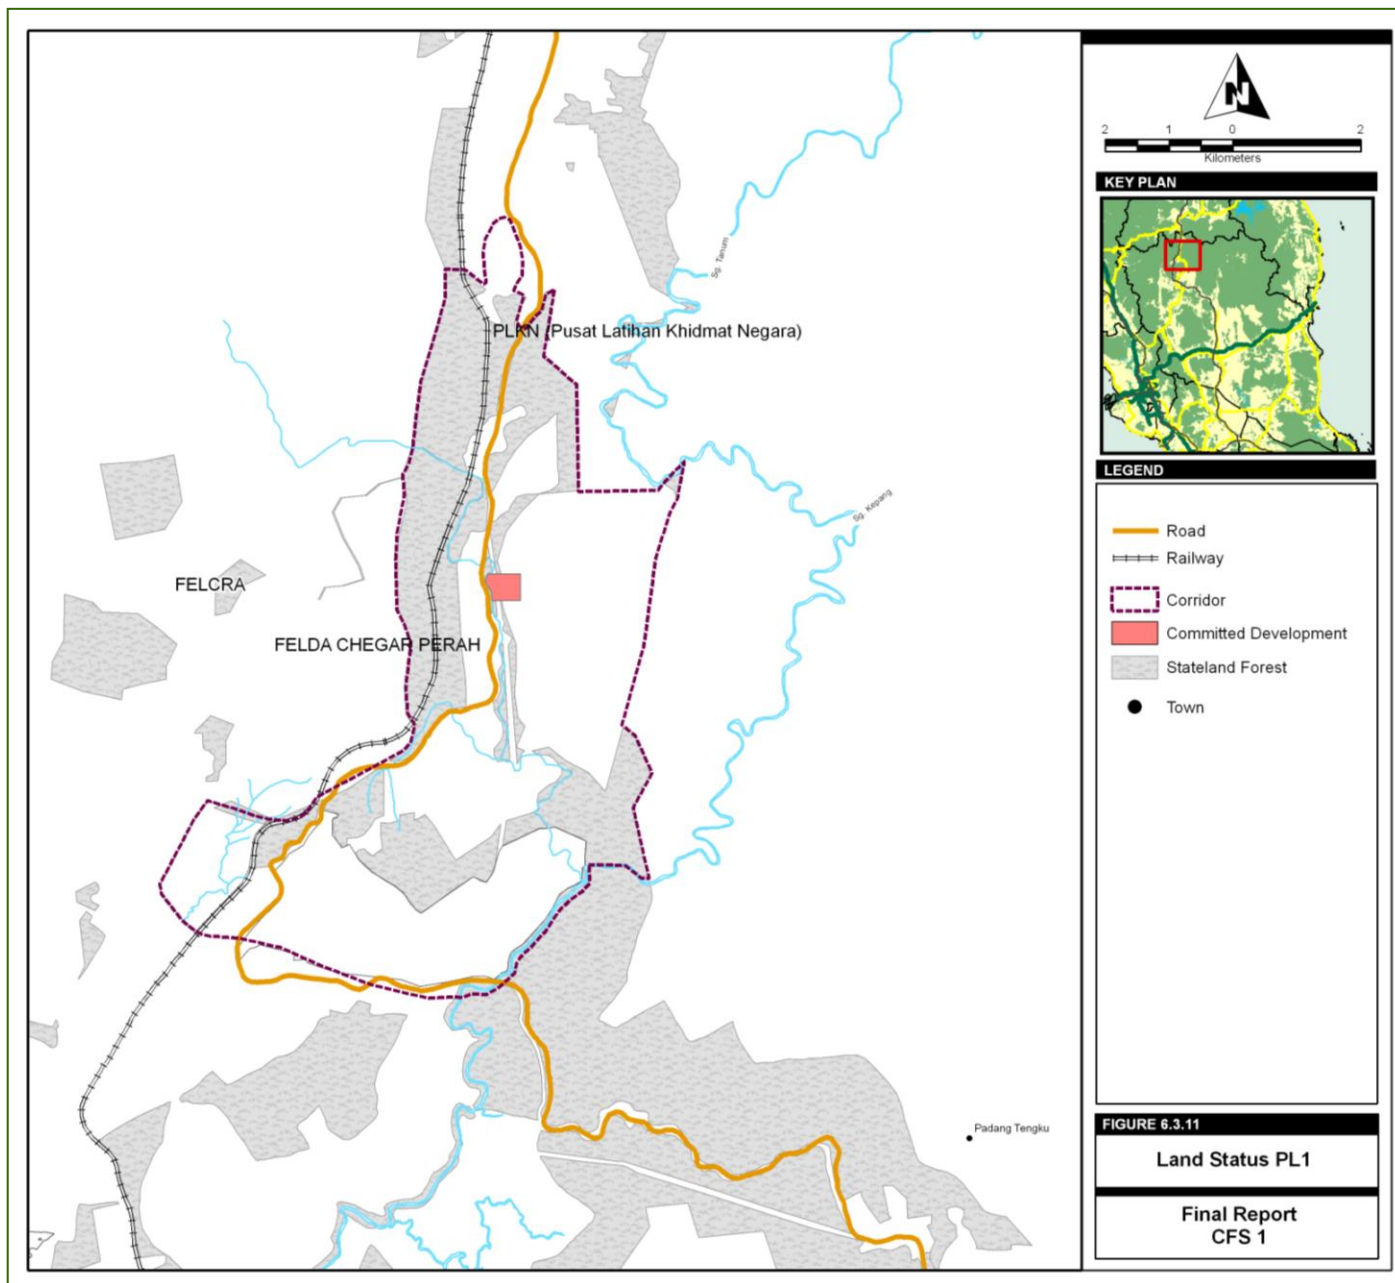 Sg. Tanum
PLKN (Pusat Latihan Khidmat Negara)
Sg. Kepang
FELCRA
FELDA CHEGAR PERAH
Padang Tengku
N
2 1 0 2
Kilometers
KEY PLAN
LEGEND
Road
Railway
Corridor
Committed Development
Stateland Forest
Town
FIGURE 6.3.11
Land Status PL1
Final Report
CFS 1